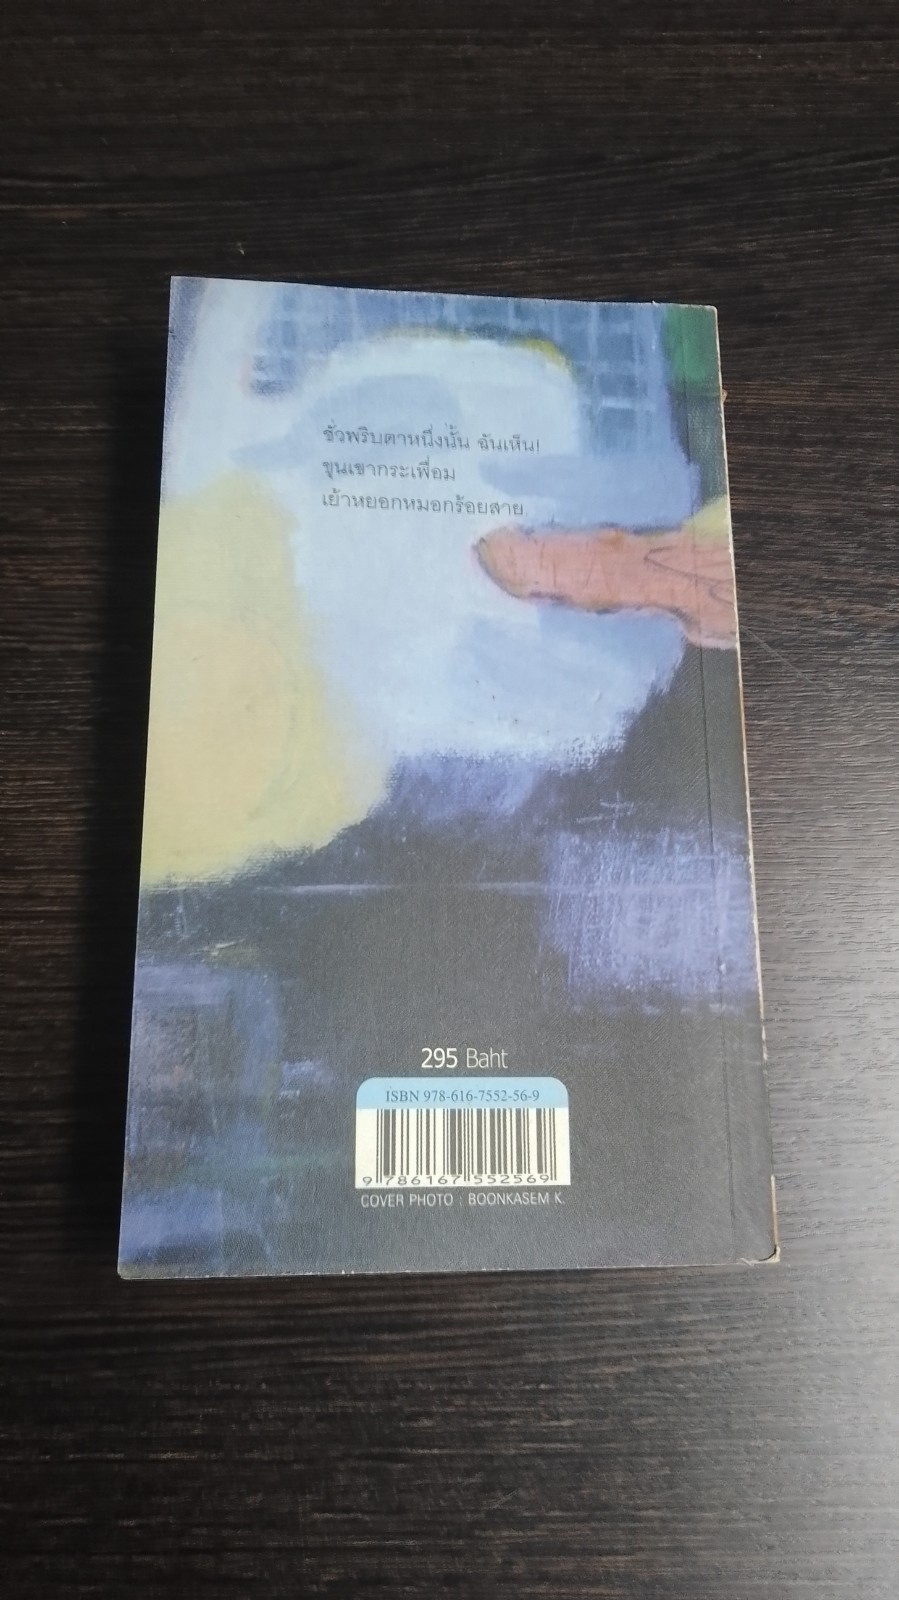 ชั่วพริบตาหนึ่งนั้น ฉันเห็น!
ขุนเขากระเพื่อม
เย้าหยอกหมอกร้อยสาย
295 Baht
ISBN 978-616-7552-56-9
9 786167 552569
COVER PHOTO : BOONKASEM K.